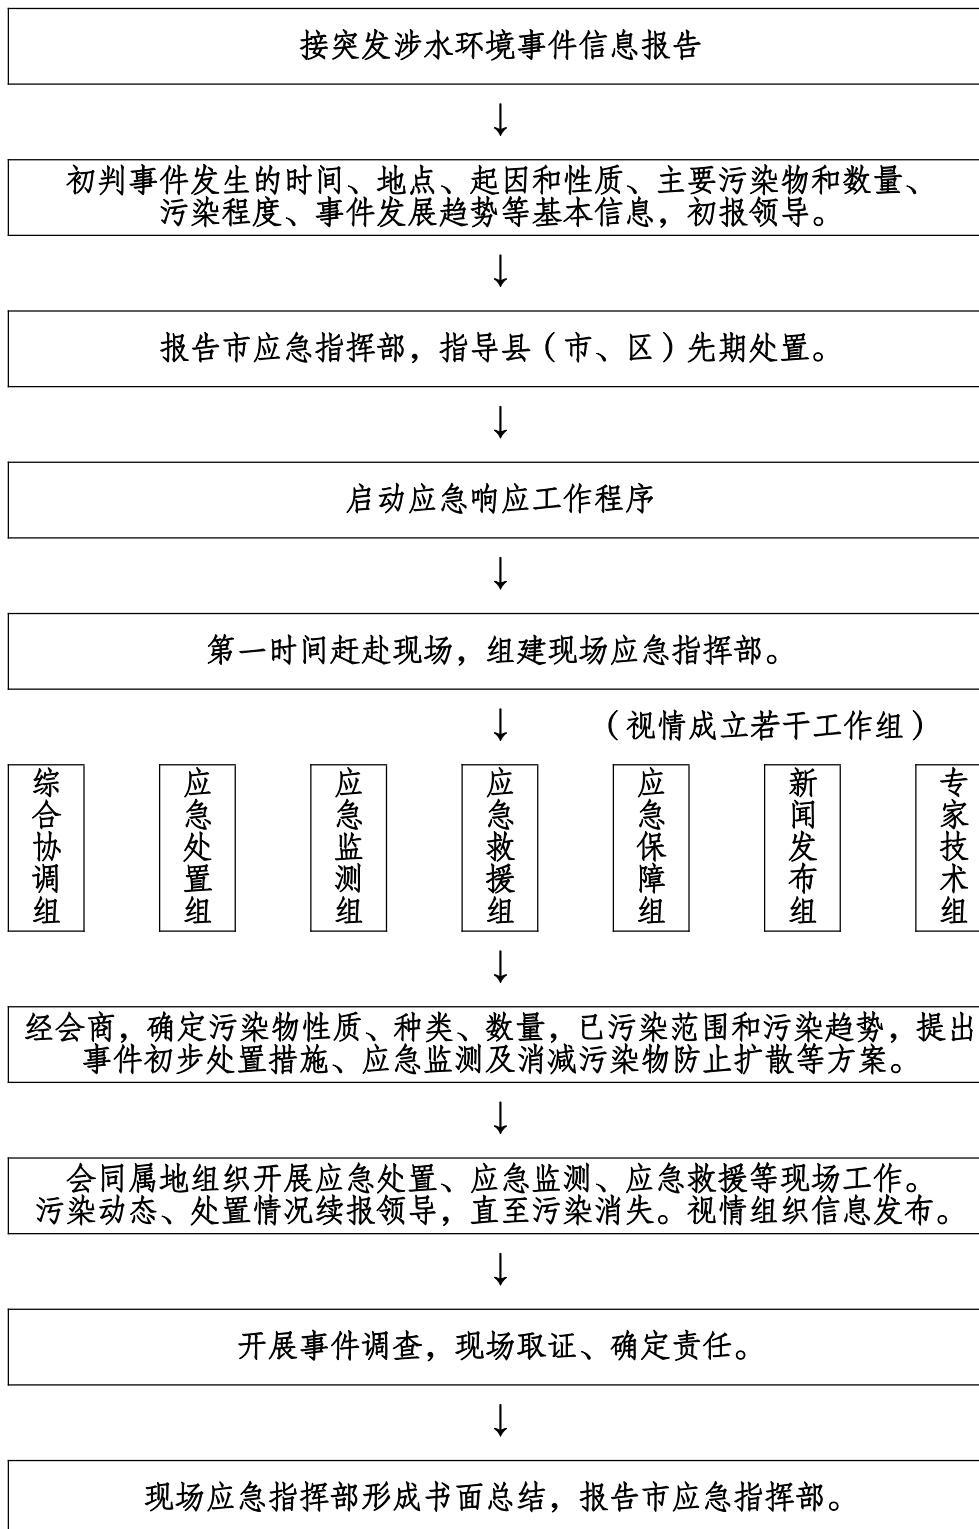 接突发涉水环境事件信息报告
↓
初判事件发生的时间、地点、起因和性质、主要污染物和数量、
污染程度、事件发展趋势等基本信息，初报领导。
↓
报告市应急指挥部，指导县（市、区）先期处置。
↓
启动应急响应工作程序
↓
第一时间赶赴现场，组建现场应急指挥部。
↓ （视情成立若干工作组）
综合协调组
应急处置组
应急监测组
应急救援组
应急保障组
新闻发布组
专家技术组
↓
经会商，确定污染物性质、种类、数量，已污染范围和污染趋势，提出
事件初步处置措施、应急监测及消减污染物防止扩散等方案。
↓
会同属地组织开展应急处置、应急监测、应急救援等现场工作。
污染动态、处置情况续报领导，直至污染消失。视情组织信息发布。
↓
开展事件调查，现场取证、确定责任。
↓
现场应急指挥部形成书面总结，报告市应急指挥部。